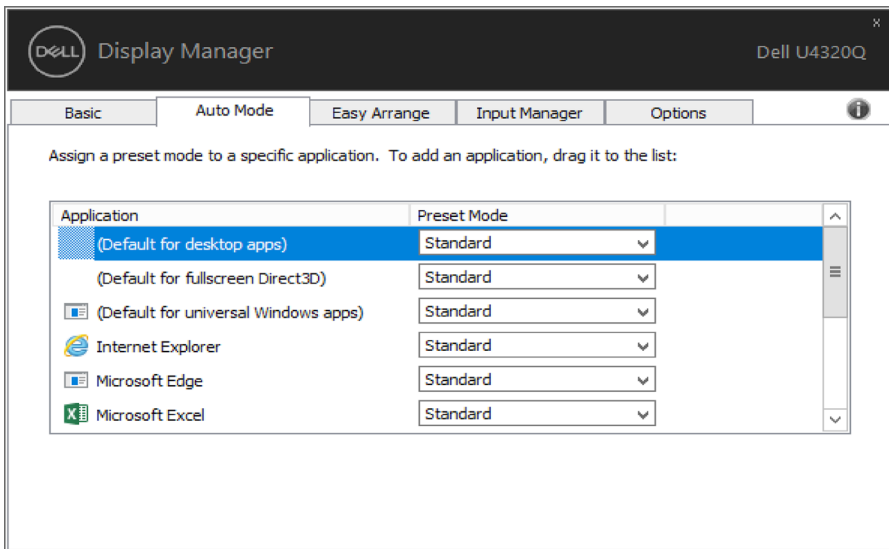 DELL Display Manager
Dell U4320Q
Basic Auto Mode Easy Arrange Input Manager Options
Assign a preset mode to a specific application. To add an application, drag it to the list:
Application Preset Mode
(Default for desktop apps) Standard
(Default for fullscreen Direct3D) Standard
(Default for universal Windows apps) Standard
Internet Explorer Standard
Microsoft Edge Standard
Microsoft Excel Standard